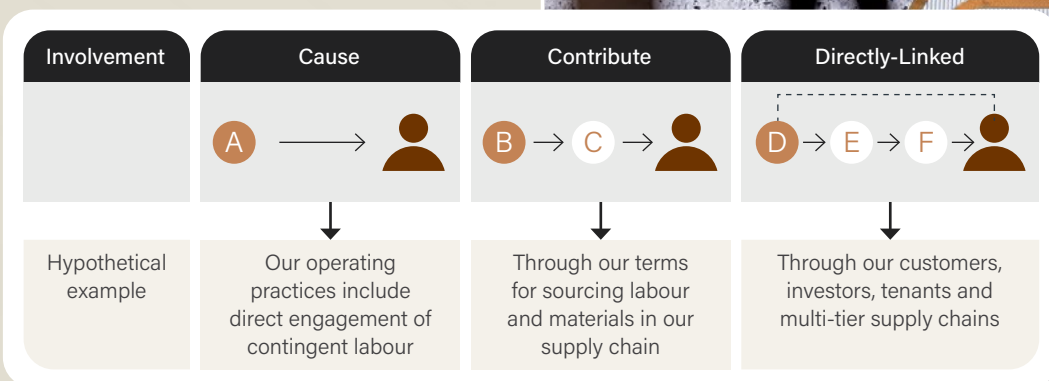 Involvement
Cause
Contribute
Directly-Linked
A
B
C
D
E
F
Hypothetical
example
Our operating
practices include
direct engagement of
contingent labour
Through our terms
for sourcing labour
and materials in our
supply chain
Through our customers,
investors, tenants and
multi-tier supply chains